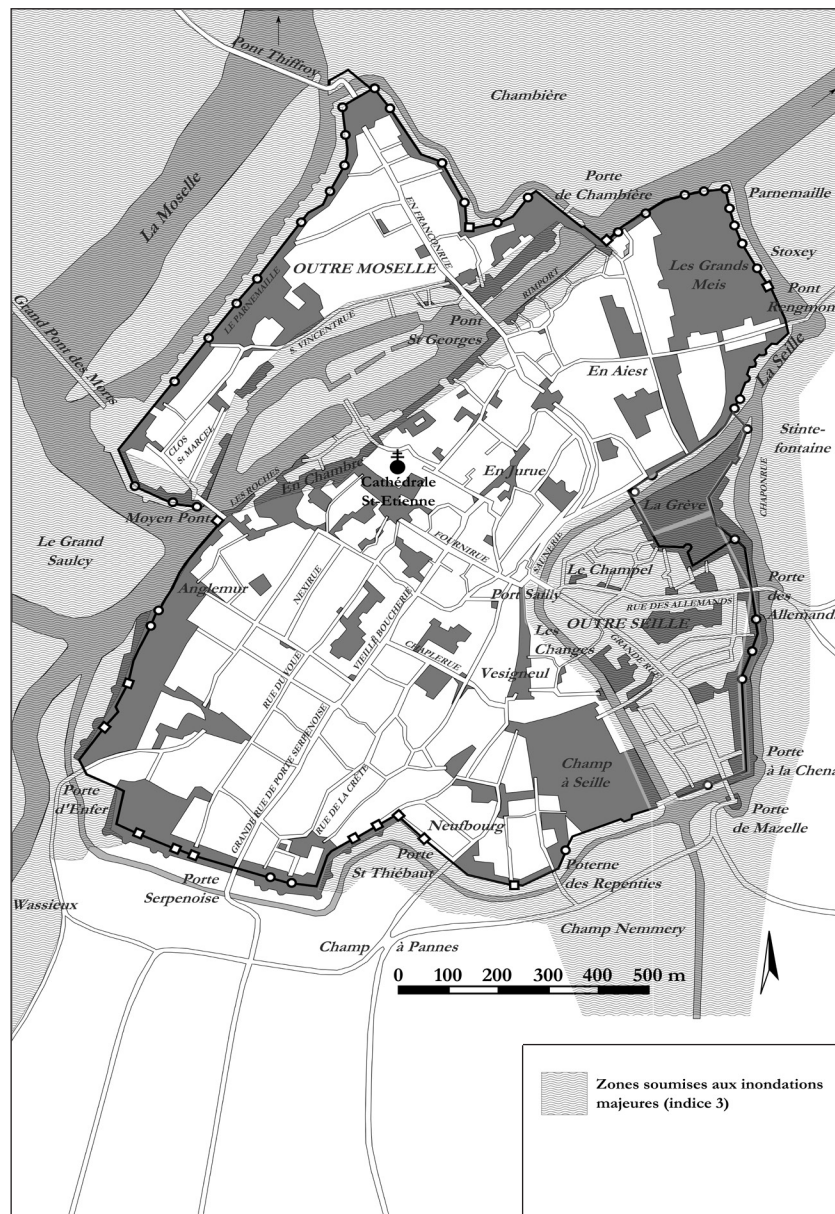 Pont Thiffroy
Chambière
La Moselle
Porte
de Chambière
Parnemaille
EN FRANCONRUE
Stoxey
OUTRE MOSELLE
Les Grands
Meis
RIMPORT
Pont
Rengmon
LE PARNEMAILLE
Grand Pont des Morts
S. VINCENTRUE
Pont
St Georges
La Seille
En Aiest
CLOS
St MARCEL
Stinte-
fontaine
LES ROCHES
En Chambre
Cathédrale
St-Etienne
En Jurue
CHAPONRUE
La Grève
Moyen Pont
Le Grand
Saulcy
FOURNIRUE
SAUNERIE
Le Champel
Anglemur
NEXIRUE
Port Sailly
Porte
des
Allemands
RUE DES ALLEMANDS
VIEILLE BOUCHERIE
OUTRE SEILLE
Les
Changes
GRANDE RUE
CHAPLERUE
RUE DU VOUE
Vesigneul
GRANDE RUE DE PORTE SERPENOISE
Champ
à Seille
Porte
à la Chena
RUE DE LA CRÊTE
Porte
d'Enfer
Porte
de Mazelle
Neufbourg
Porte
St Thiébaut
Porte
Serpenoise
Poterne
des Repenties
Wassieux
Champ Nemmery
Champ à Pannes
0 100 200 300 400 500 m
Zones soumises aux inondations
majeures (indice 3)